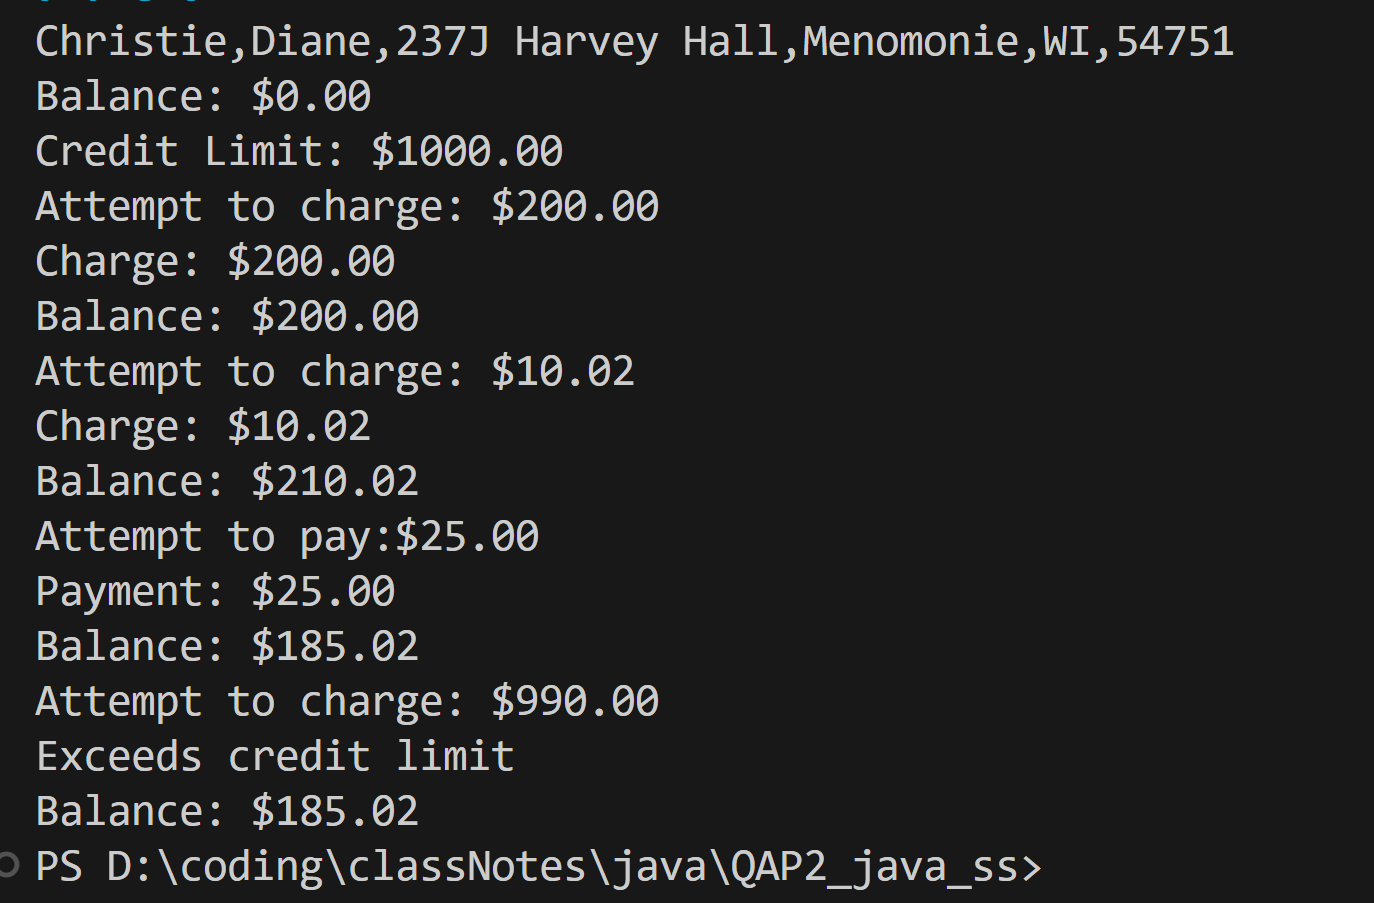 Christie,Diane,237J Harvey Hall,Menomonie,WI,54751
Balance: $0.00
Credit Limit: $1000.00
Attempt to charge: $200.00
Charge: $200.00
Balance: $200.00
Attempt to charge: $10.02
Charge: $10.02
Balance: $210.02
Attempt to pay:$25.00
Payment: $25.00
Balance: $185.02
Attempt to charge: $990.00
Exceeds credit limit
Balance: $185.02
PS D:\coding\classNotes\java\QAP2_java_ss>